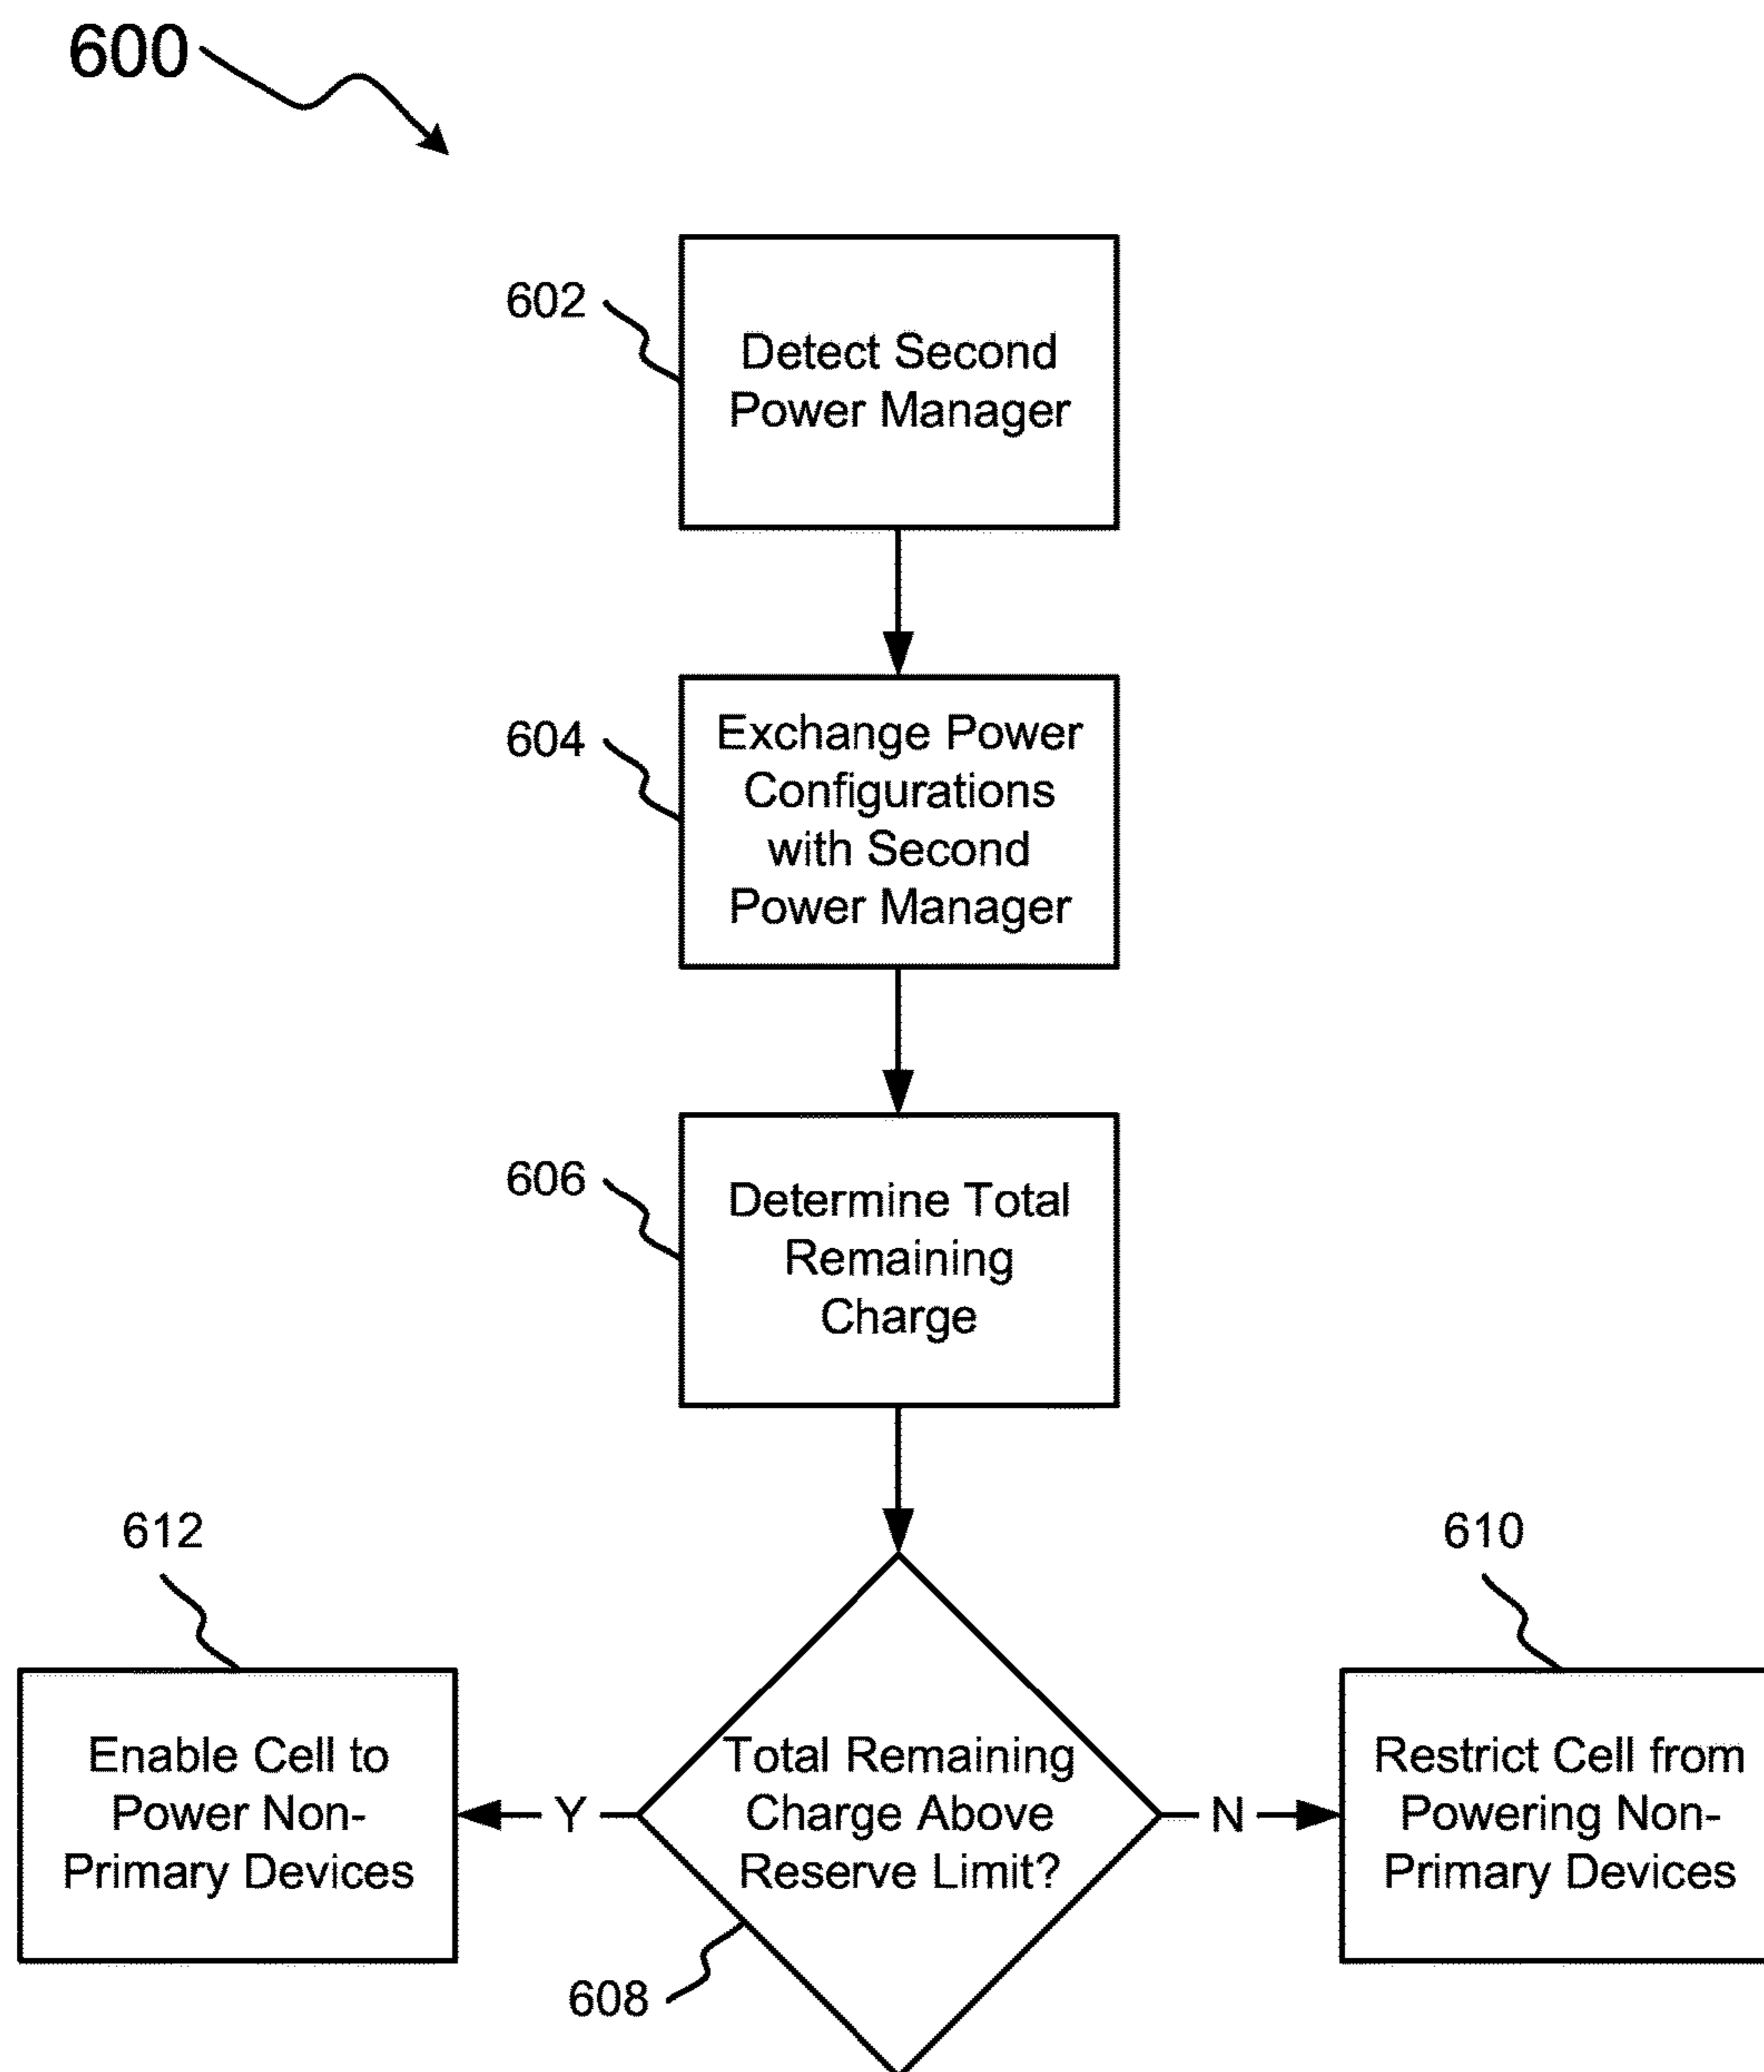 600
602
Detect Second
Power Manager
604
Exchange Power
Configurations
with Second
Power Manager
606
Determine Total
Remaining
Charge
612
610
Enable Cell to
Power Non-
Primary Devices
Y
Total Remaining
Charge Above
Reserve Limit?
N
Restrict Cell from
Powering Non-
Primary Devices
608